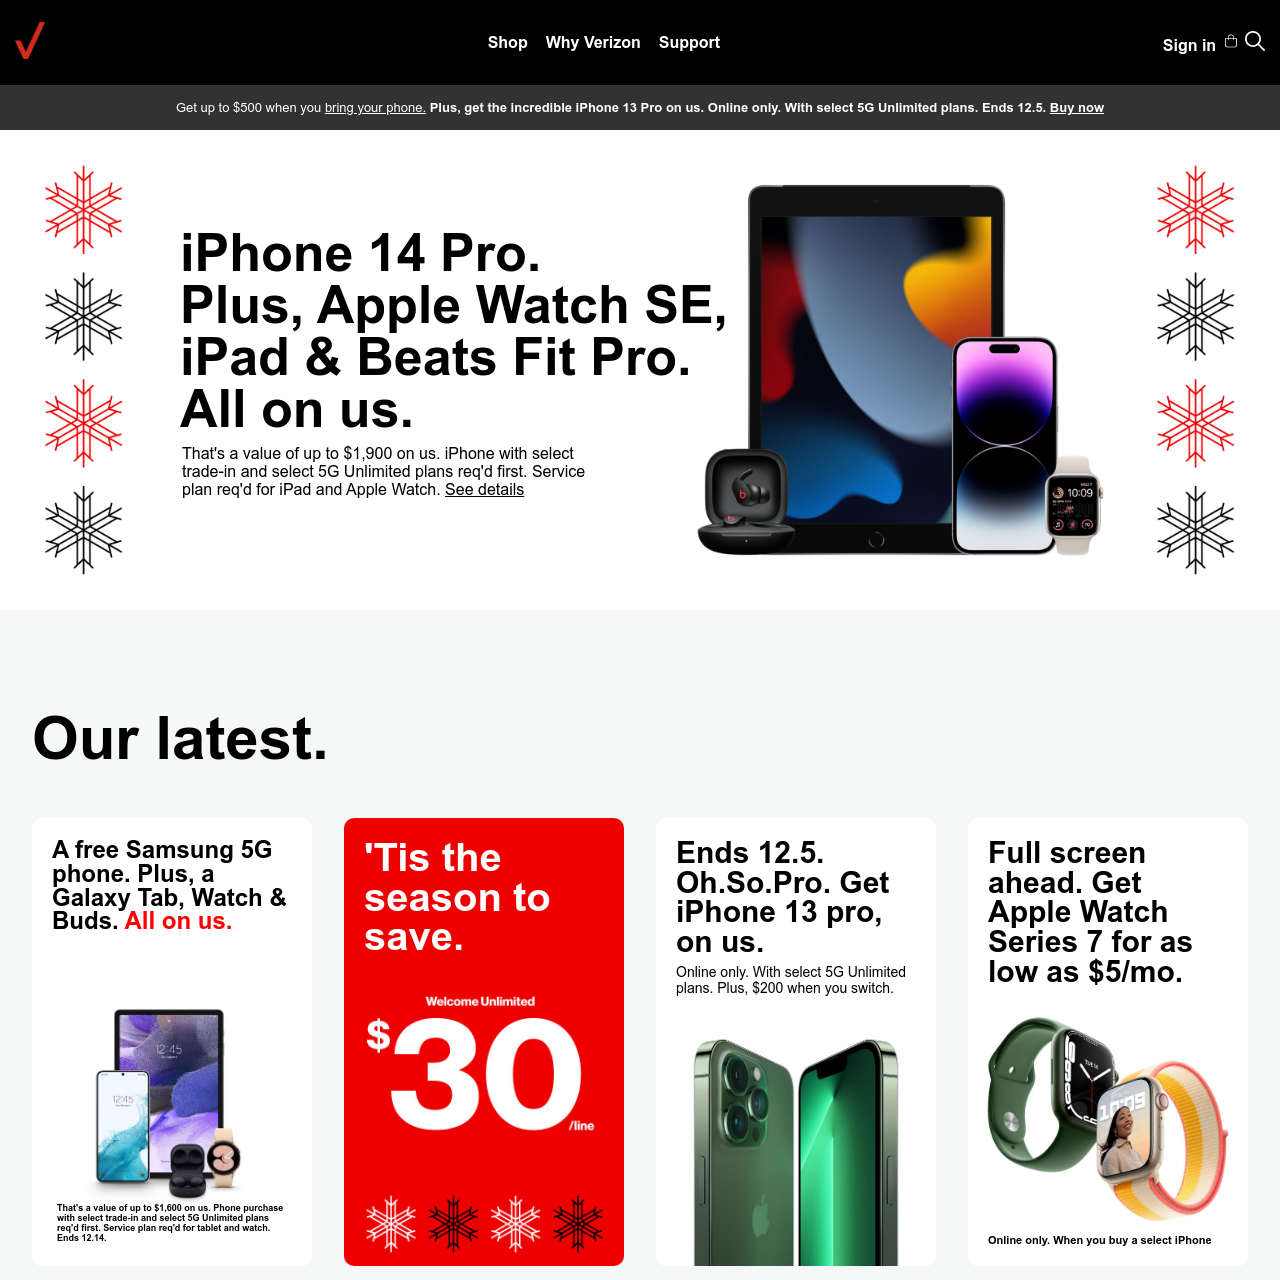 Shop Why Verizon Support Sign in
Get up to $500 when you bring your phone. Plus, get the incredible iPhone 13 Pro on us. Online only. With select 5G Unlimited plans. Ends 12.5. Buy now
iPhone 14 Pro.
Plus, Apple Watch SE,
iPad & Beats Fit Pro.
All on us.
That's a value of up to $1,900 on us. iPhone with select
trade-in and select 5G Unlimited plans req'd first. Service
plan req'd for iPad and Apple Watch. See details
10:09
Our latest.
A free Samsung 5G
phone. Plus, a
Galaxy Tab, Watch &
Buds. All on us.
12:45
12:45
That's a value of up to $1,600 on us. Phone purchase
with select trade-in and select 5G Unlimited plans
req'd first. Service plan req'd for tablet and watch.
Ends 12.14.
'Tis the
season to
save.
Welcome Unlimited
$30
/line
Ends 12.5.
Oh.So.Pro. Get
iPhone 13 pro,
on us.
Online only. With select 5G Unlimited
plans. Plus, $200 when you switch.
Full screen
ahead. Get
Apple Watch
Series 7 for as
low as $5/mo.
10:09
Online only. When you buy a select iPhone